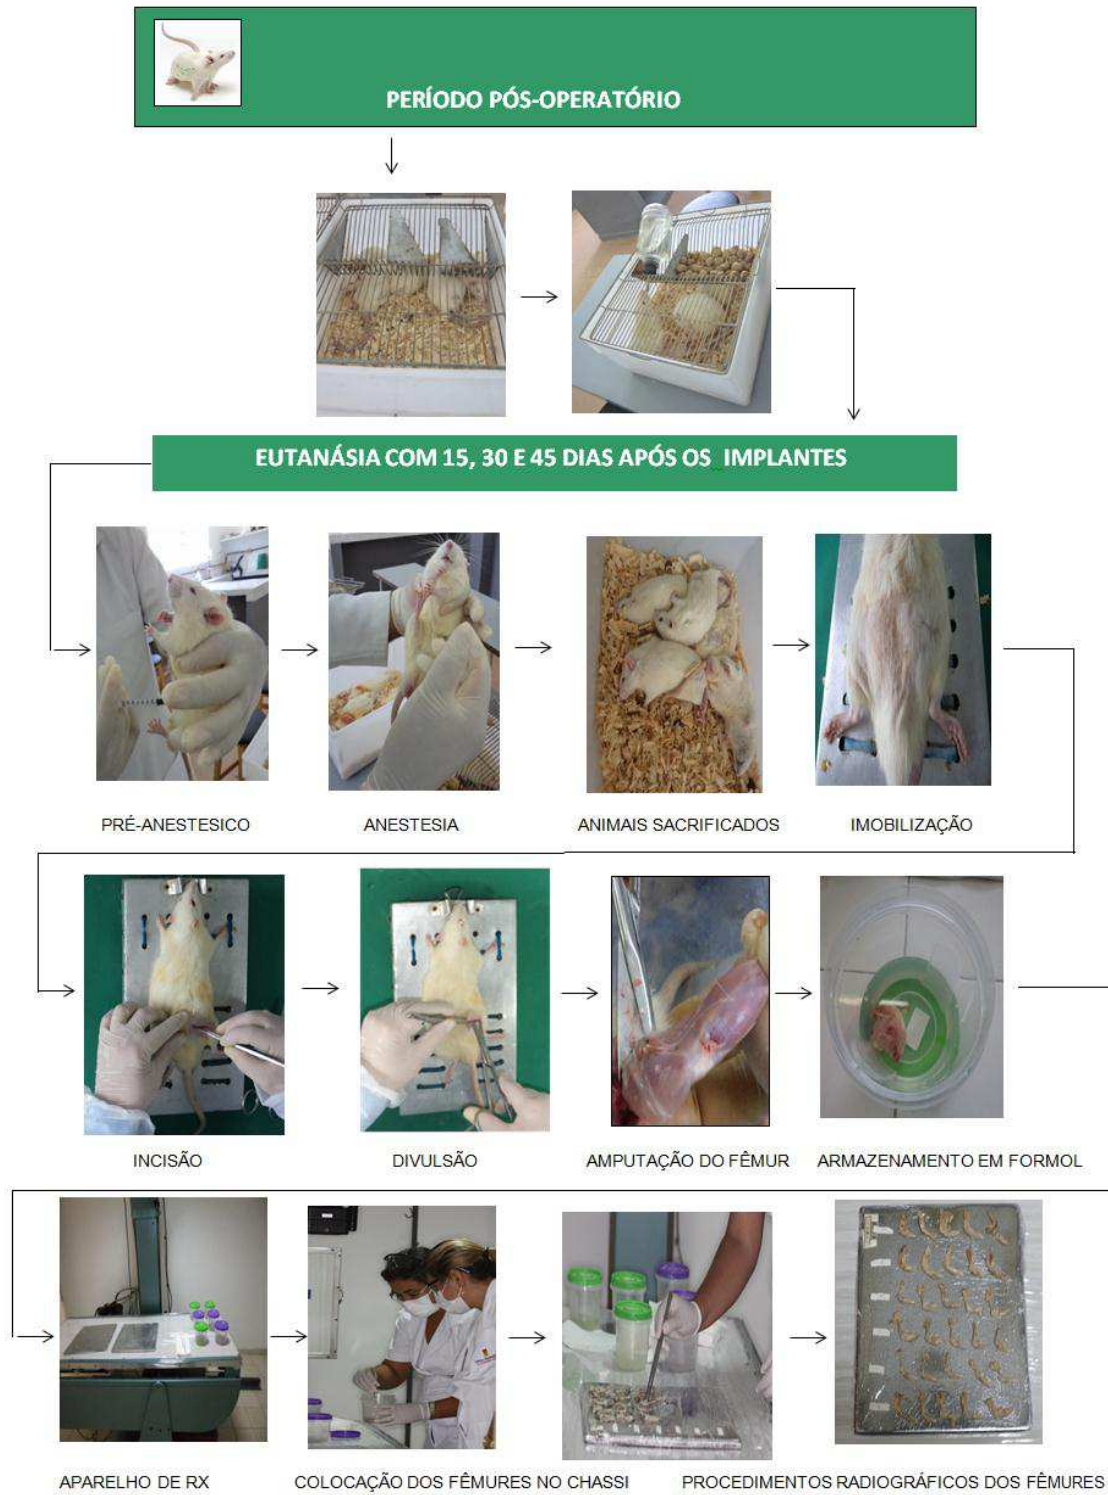 PERÍODO PÓS-OPERATÓRIO
EUTANÁSIA COM 15, 30 E 45 DIAS APÓS OS IMPLANTES
PRÉ-ANESTESICO
ANESTESIA
ANIMAIS SACRIFICADOS
IMOBILIZAÇÃO
INCISÃO
DIVULSÃO
AMPUTAÇÃO DO FÊMUR
ARMAZENAMENTO EM FORMOL
APARELHO DE RX
COLOCAÇÃO DOS FÊMURES NO CHASSI
PROCEDIMENTOS RADIOGRÁFICOS DOS FÊMURES